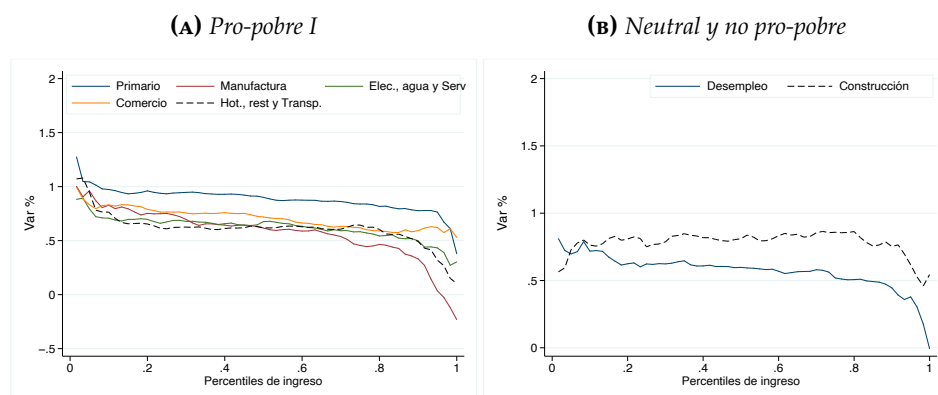 (A) Pro-pobre I
Primario Manufactura Elec., agua y Serv
Comercio Hot., rest y Transp.
2
1.5
1
.5
0
-.5
Var %
0 .2 .4 .6 .8 1
Percentiles de ingreso
(B) Neutral y no pro-pobre
Desempleo Construcción
2
1.5
1
.5
0
Var %
0 .2 .4 .6 .8 1
Percentiles de ingreso